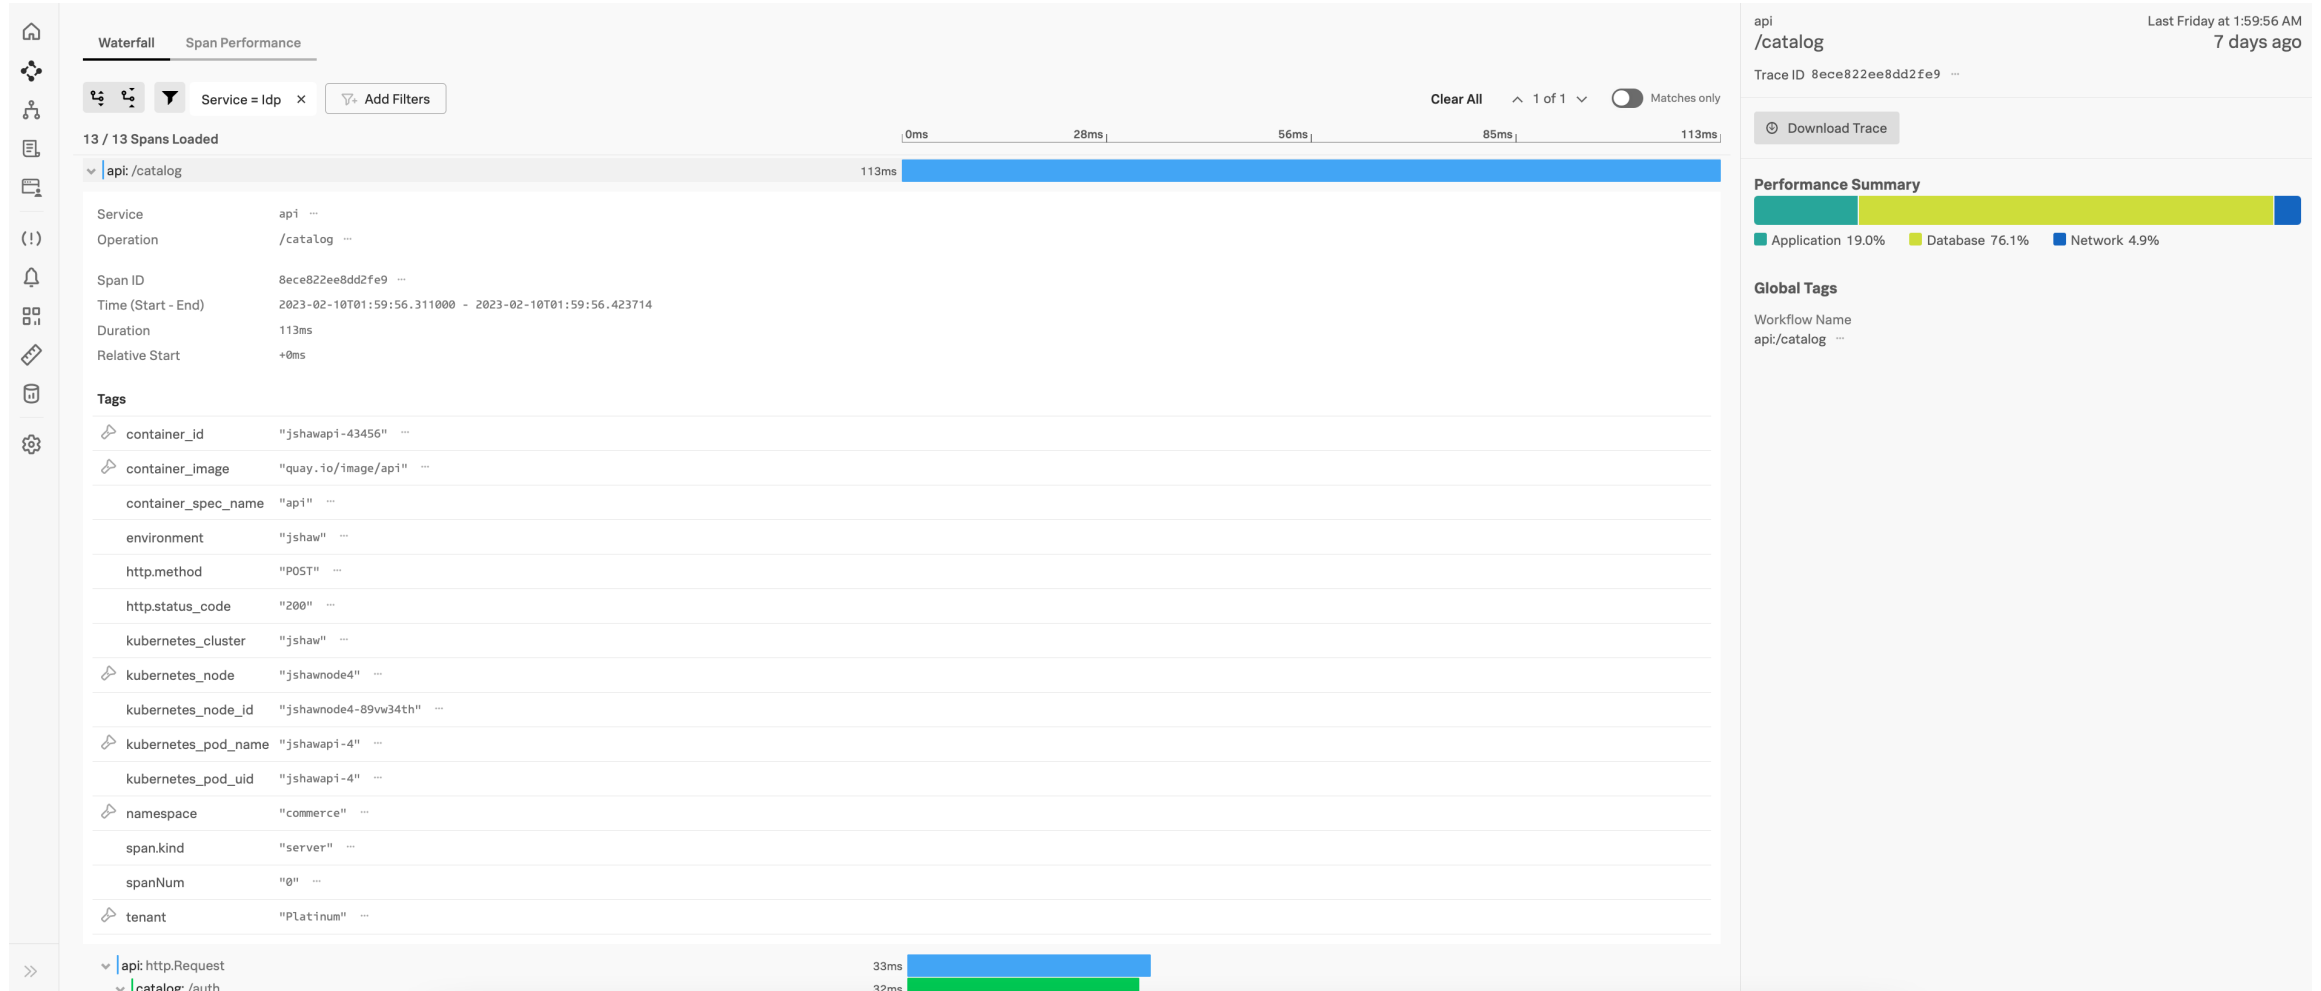 Waterfall Span Performance
Service = ldp × Add Filters Clear All 1 of 1 Matches only
13 / 13 Spans Loaded 0ms 28ms 56ms 85ms 113ms
api: /catalog 113ms
Service api ···
Operation /catalog ···
Span ID 8ece822ee8dd2fe9 ···
Time (Start - End) 2023-02-10T01:59:56.311000 - 2023-02-10T01:59:56.423714
Duration 113ms
Relative Start +0ms
Tags
container_id "jshawapi-43456" ···
container_image "quay.io/image/api" ···
container_spec_name "api" ···
environment "jshaw" ···
http.method "POST" ···
http.status_code "200" ···
kubernetes_cluster "jshaw" ···
kubernetes_node "jshawnode4" ···
kubernetes_node_id "jshawnode4-89vw34th" ···
kubernetes_pod_name "jshawapi-4" ···
kubernetes_pod_uid "jshawapi-4" ···
namespace "commerce" ···
span.kind "server" ···
spanNum "0" ···
tenant "Platinum" ···
api: http.Request 33ms
catalog: /auth 32ms
api Last Friday at 1:59:56 AM
/catalog 7 days ago
Trace ID 8ece822ee8dd2fe9 ···
Download Trace
Performance Summary
Application 19.0% Database 76.1% Network 4.9%
Global Tags
Workflow Name
api:/catalog ···